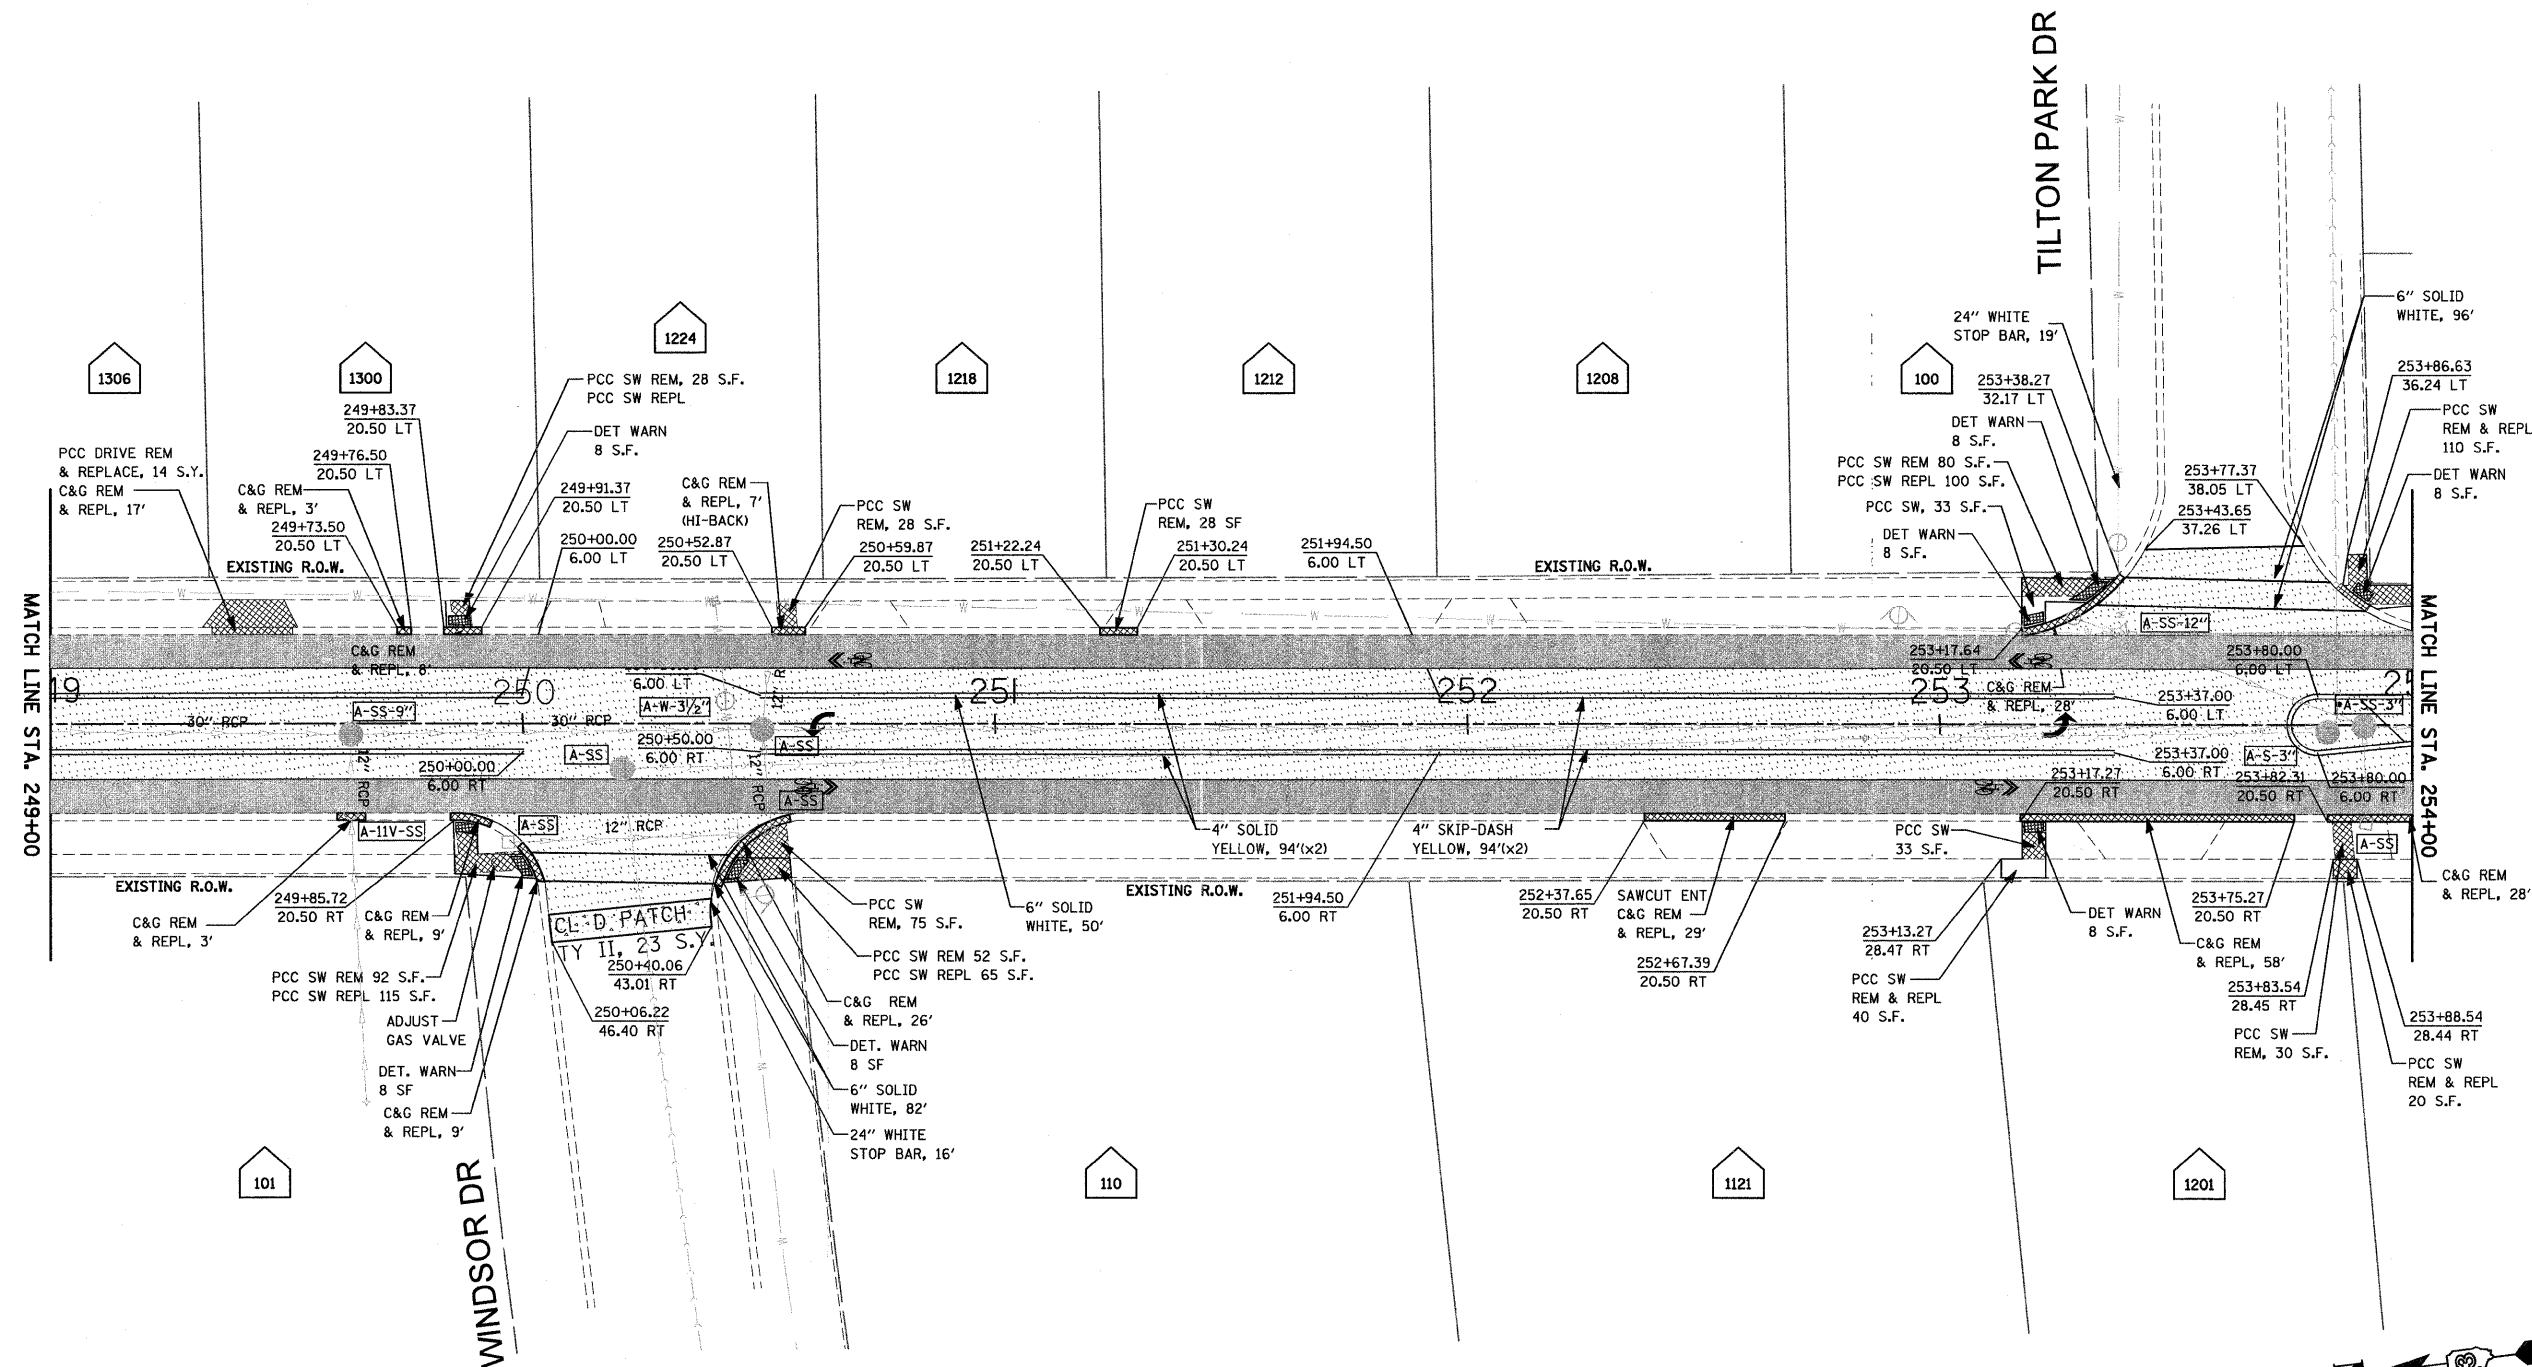 TILTON PARK DR
6" SOLID
WHITE, 96'
24" WHITE
STOP BAR, 19'
1306
1300
1224
1218
1212
1208
100
253+38.27
32.17 LT
253+86.63
36.24 LT
PCC SW REM, 28 S.F.
PCC SW REPL
249+83.37
20.50 LT
DET WARN
8 S.F.
DET WARN
8 S.F.
PCC SW
REM & REPL
110 S.F.
PCC DRIVE REM
& REPLACE, 14 S.Y.
C&G REM
& REPL, 17'
249+76.50
20.50 LT
C&G REM
& REPL, 3'
249+73.50
20.50 LT
249+91.37
20.50 LT
250+00.00
6.00 LT
C&G REM
& REPL, 7'
(HI-BACK)
250+52.87
20.50 LT
PCC SW
REM, 28 S.F.
250+59.87
20.50 LT
251+22.24
20.50 LT
PCC SW
REM, 28 SF
251+30.24
20.50 LT
251+94.50
6.00 LT
PCC SW REM 80 S.F.
PCC SW REPL 100 S.F.
PCC SW, 33 S.F.
DET WARN
8 S.F.
253+77.37
38.05 LT
253+43.65
37.26 LT
DET WARN
8 S.F.
EXISTING R.O.W.
EXISTING R.O.W.
MATCH LINE STA. 249+00
MATCH LINE STA. 254+00
C&G REM
& REPL, 8'
6.00 LT
12" R
253+17.64
20.50 LT
A-SS-12"
253+80.00
6.00 LT
250
251
252
253
C&G REM
& REPL, 28'
253+37.00
6.00 LT
A-SS-9"
A-W-3 1/2"
A-SS-3"
30" RCP
30" RCP
250+50.00
6.00 RT
A-SS
A-SS
250+00.00
6.00 RT
12" RCP
12" RCP
253+37.00
6.00 RT
A-S-3"
253+17.27
20.50 RT
253+82.31
20.50 RT
253+80.00
6.00 RT
A-SS
A-11V-SS
A-SS
12" RCP
4" SOLID
YELLOW, 94'(x2)
4" SKIP-DASH
YELLOW, 94'(x2)
PCC SW
33 S.F.
A-SS
EXISTING R.O.W.
EXISTING R.O.W.
249+85.72
20.50 RT
C&G REM
& REPL, 3'
C&G REM
& REPL, 9'
CL D PATCH
TY II, 23 S.Y.
250+40.06
43.01 RT
250+06.22
46.40 RT
PCC SW
REM, 75 S.F.
6" SOLID
WHITE, 50'
PCC SW REM 52 S.F.
PCC SW REPL 65 S.F.
251+94.50
6.00 RT
252+37.65
20.50 RT
SAWCUT ENT
C&G REM
& REPL, 29'
252+67.39
20.50 RT
253+13.27
28.47 RT
PCC SW
REM & REPL
40 S.F.
DET WARN
8 S.F.
253+75.27
20.50 RT
C&G REM
& REPL, 58'
253+83.54
28.45 RT
C&G REM
& REPL, 28'
253+88.54
28.44 RT
PCC SW
REM, 30 S.F.
PCC SW
REM & REPL
20 S.F.
PCC SW REM 92 S.F.
PCC SW REPL 115 S.F.
ADJUST
GAS VALVE
DET. WARN
8 SF
C&G REM
& REPL, 9'
C&G REM
& REPL, 26'
DET. WARN
8 SF
6" SOLID
WHITE, 82'
24" WHITE
STOP BAR, 16'
101
110
1121
1201
WINDSOR DR